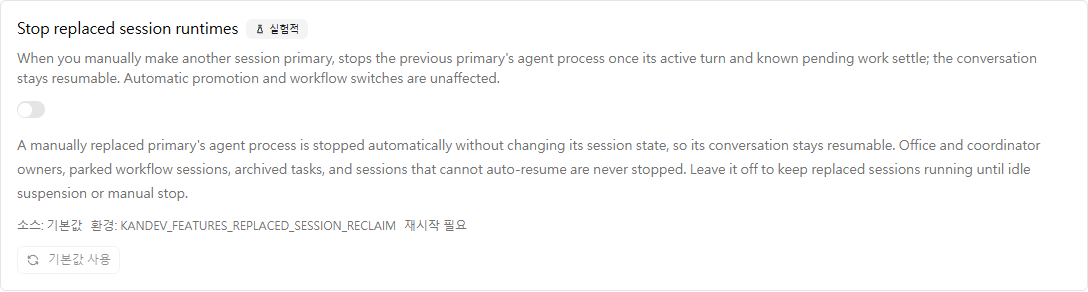 Stop replaced session runtimes 실험적
When you manually make another session primary, stops the previous primary's agent process once its active turn and known pending work settle; the conversation
stays resumable. Automatic promotion and workflow switches are unaffected.
A manually replaced primary's agent process is stopped automatically without changing its session state, so its conversation stays resumable. Office and coordinator
owners, parked workflow sessions, archived tasks, and sessions that cannot auto-resume are never stopped. Leave it off to keep replaced sessions running until idle
suspension or manual stop.
소스: 기본값 환경: KANDEV_FEATURES_REPLACED_SESSION_RECLAIM 재시작 필요
기본값 사용